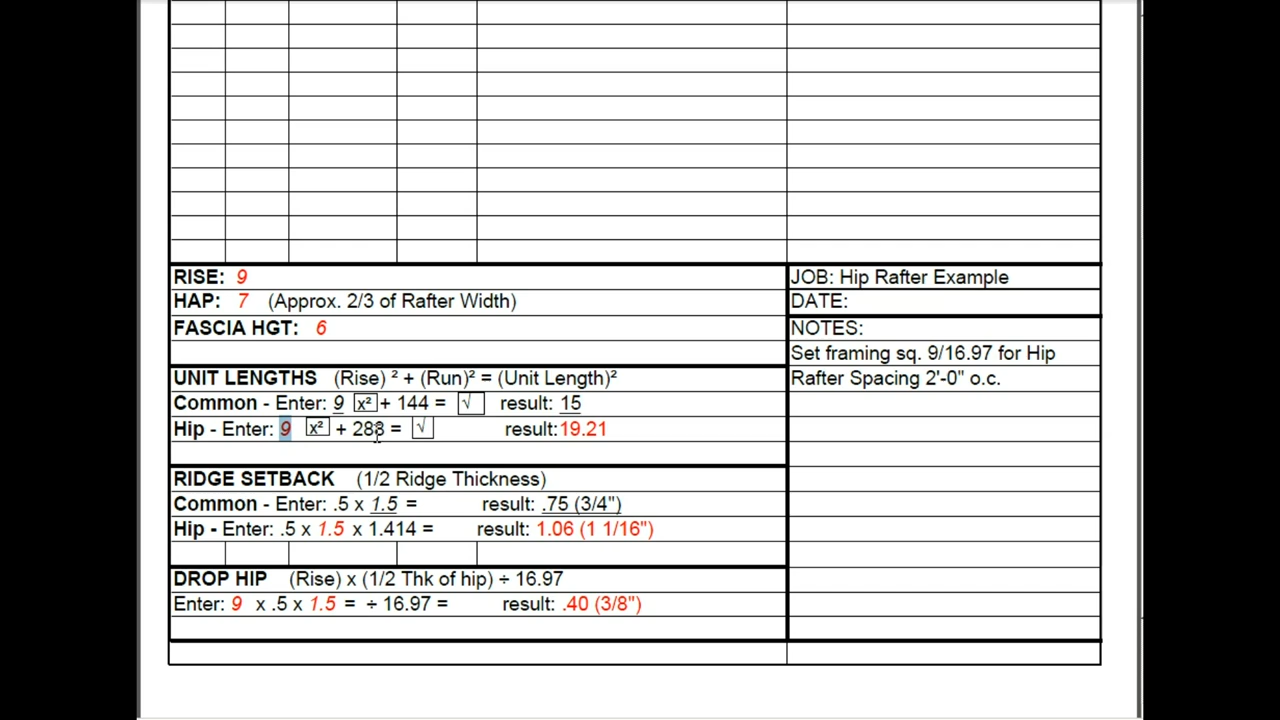 RISE: 9
HAP: 7 (Approx. 2/3 of Rafter Width)
FASCIA HGT: 6
UNIT LENGTHS (Rise) ² + (Run)² = (Unit Length)²
Common - Enter: 9 x² + 144 = √ result: 15
Hip - Enter: 9 x² + 288 = √ result:19.21
RIDGE SETBACK (1/2 Ridge Thickness)
Common - Enter: .5 x 1.5 = result: .75 (3/4")
Hip - Enter: .5 x 1.5 x 1.414 = result: 1.06 (1 1/16")
DROP HIP (Rise) x (1/2 Thk of hip) ÷ 16.97
Enter: 9 x .5 x 1.5 = ÷ 16.97 = result: .40 (3/8")
JOB: Hip Rafter Example
DATE:
NOTES:
Set framing sq. 9/16.97 for Hip
Rafter Spacing 2'-0" o.c.